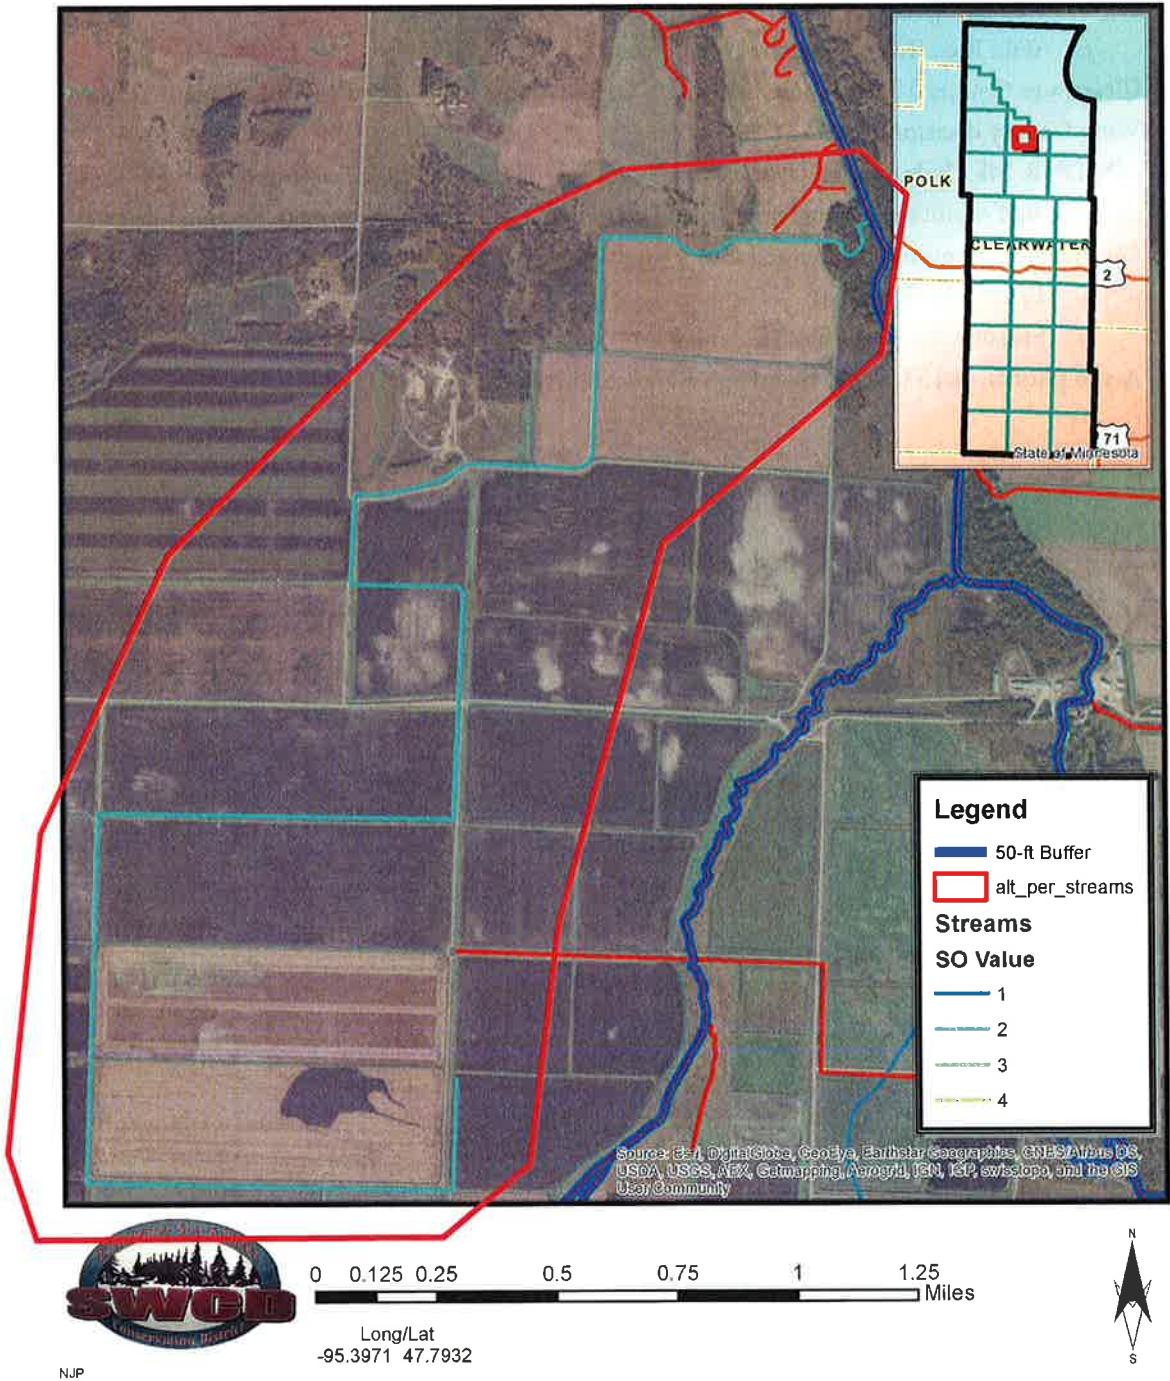 POLK
CLEARWATER
2
71
State of Minnesota
Legend
50-ft Buffer
alt_per_streams
Streams
SO Value
1
2
3
4
Source: Esri, DigitalGlobe, GeoEye, Earthstar Geographics, CNES/Airbus DS,
USDA, USGS, AEX, Getmapping, Aerogrid, IGN, IGP, swisstopo, and the GIS
User Community
SWCD
Conservation District
0 0.125 0.25 0.5 0.75 1 1.25
Miles
N
S
Long/Lat
-95.3971 47.7932
NJP